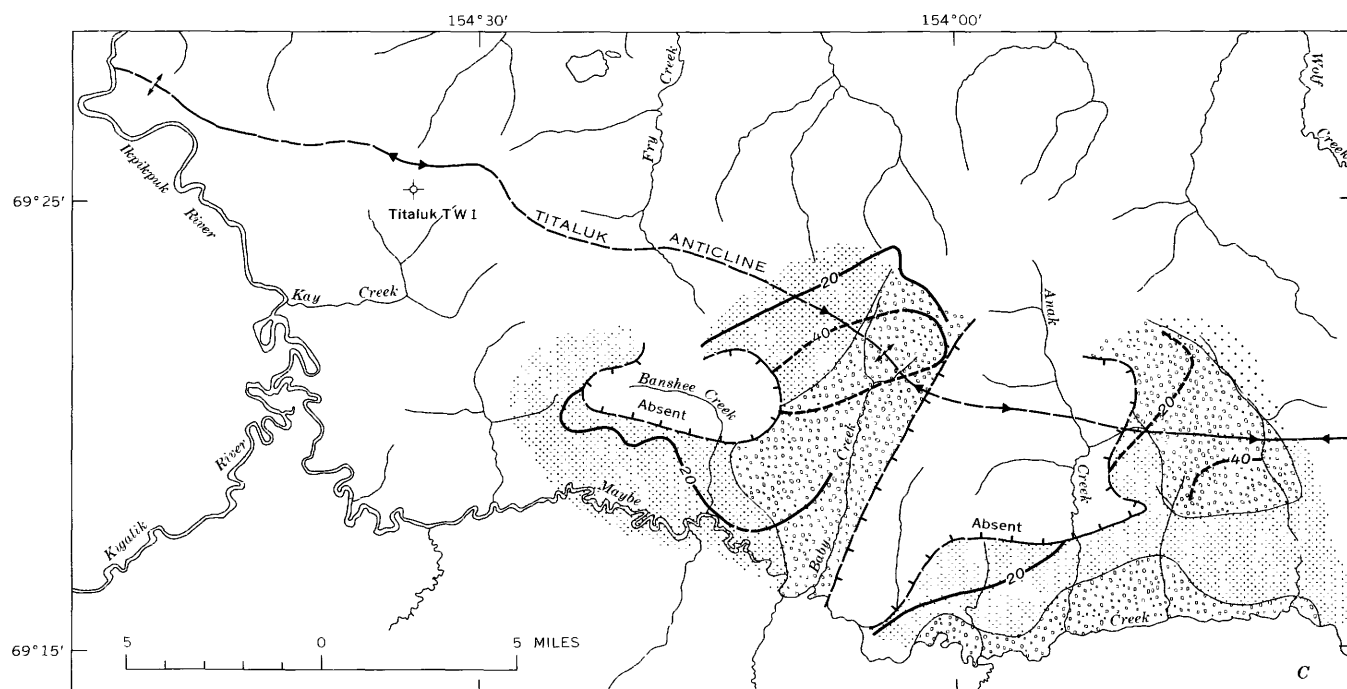 154°30′
154°00′
Fry Creek
Wolf Creek
Ikpikpuk River
69°25′
Titaluk TW 1
TITALUK ANTICLINE
20
Kay Creek
Anak Creek
40
Banshee Creek
Absent
20
20
40
River
Kigalik
Maybe
Baby Creek
Absent
20
Creek
69°15′
5 0 5 MILES
C